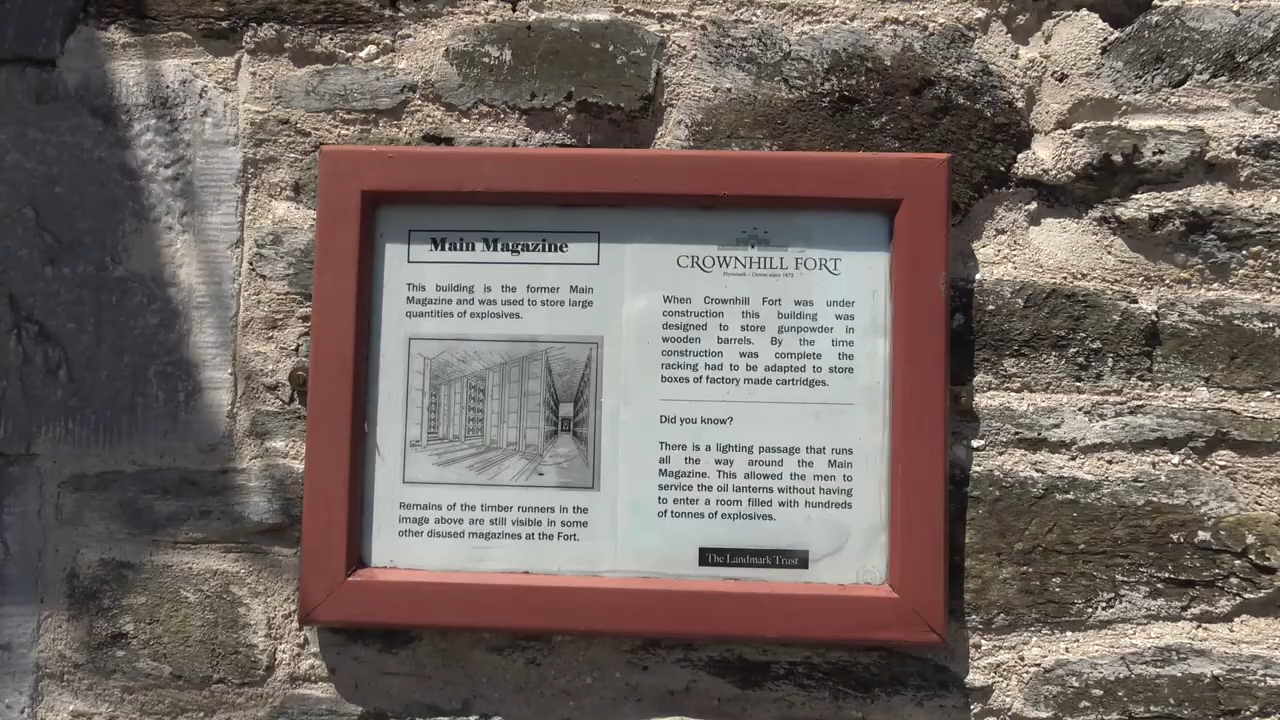 Main Magazine
This building is the former Main
Magazine and was used to store large
quantities of explosives.
Remains of the timber runners in the
image above are still visible in some
other disused magazines at the Fort.
CROWNHILL FORT
Plymouth - Devon since 1872
When Crownhill Fort was under
construction this building was
designed to store gunpowder in
wooden barrels. By the time
construction was complete the
racking had to be adapted to store
boxes of factory made cartridges.
Did you know?
There is a lighting passage that runs
all the way around the Main
Magazine. This allowed the men to
service the oil lanterns without having
to enter a room filled with hundreds
of tonnes of explosives.
The Landmark Trust